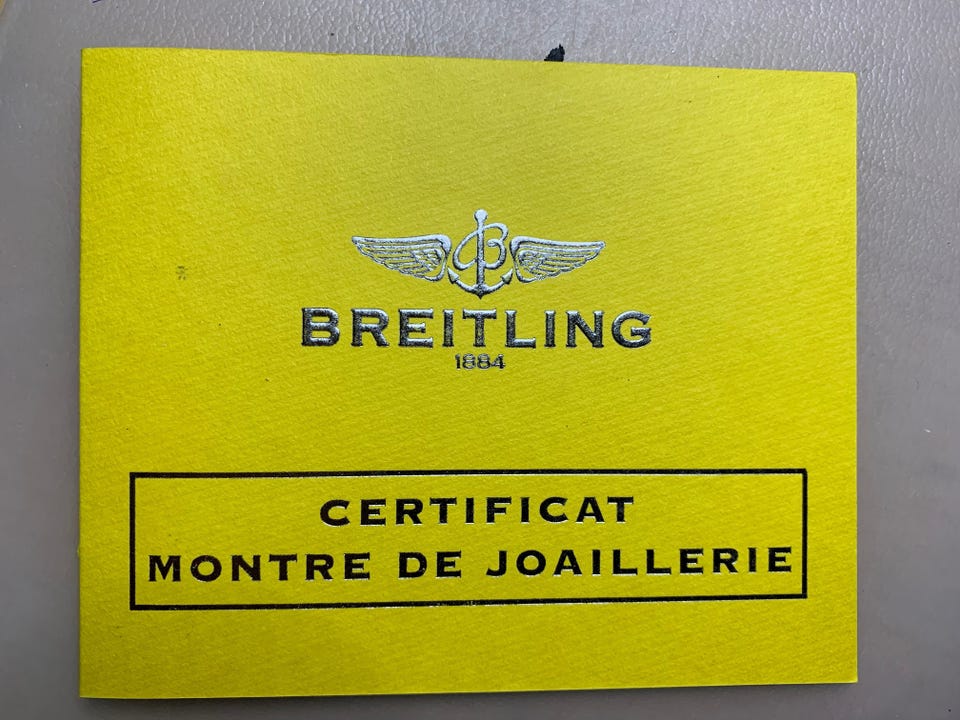 BREITLING
1884
CERTIFICAT
MONTRE DE JOAILLERIE